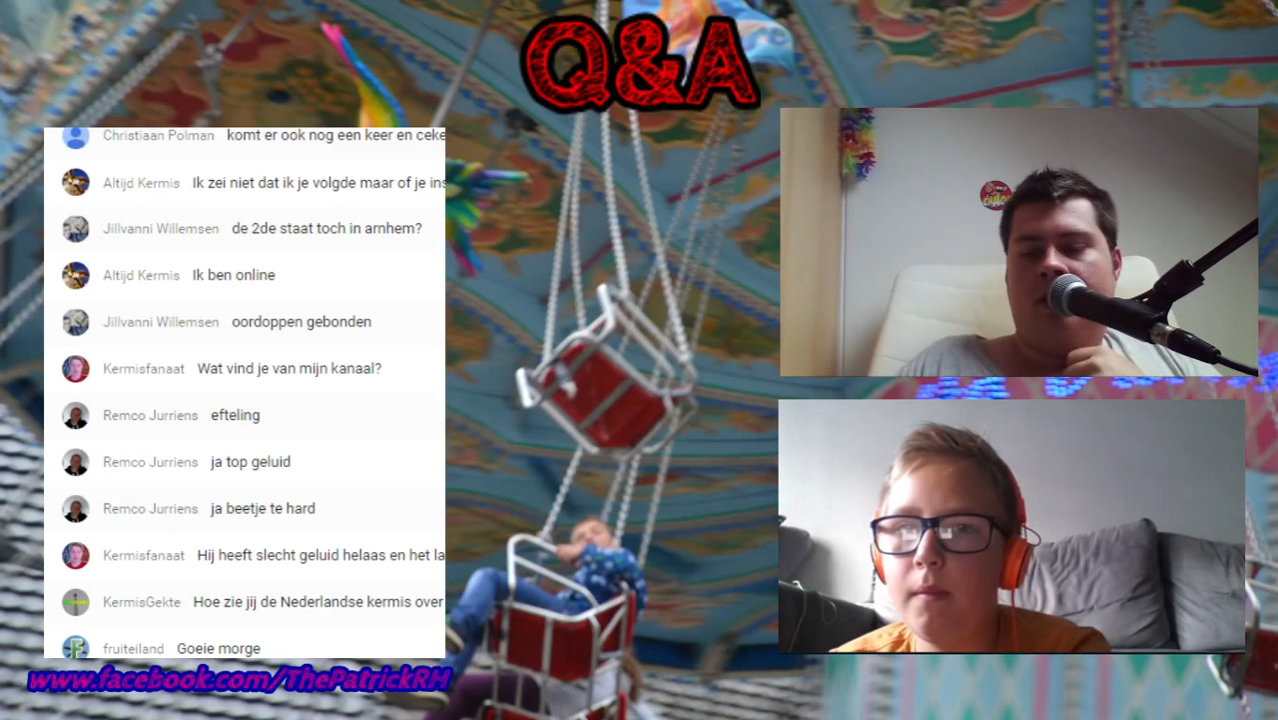 Q&A
Christiaan Polman komt er ook nog een keer en ceke
Altijd Kermis Ik zei niet dat ik je volgde maar of je ins
Jillvanni Willemsen de 2de staat toch in arnhem?
Altijd Kermis Ik ben online
Jillvanni Willemsen oordoppen gebonden
Kermisfanaat Wat vind je van mijn kanaal?
Remco Jurriens efteling
Remco Jurriens ja top geluid
Remco Jurriens ja beetje te hard
Kermisfanaat Hij heeft slecht geluid helaas en het la
KermisGekte Hoe zie jij de Nederlandse kermis over
fruiteiland Goeie morge
www.facebook.com/ThePatrickRH